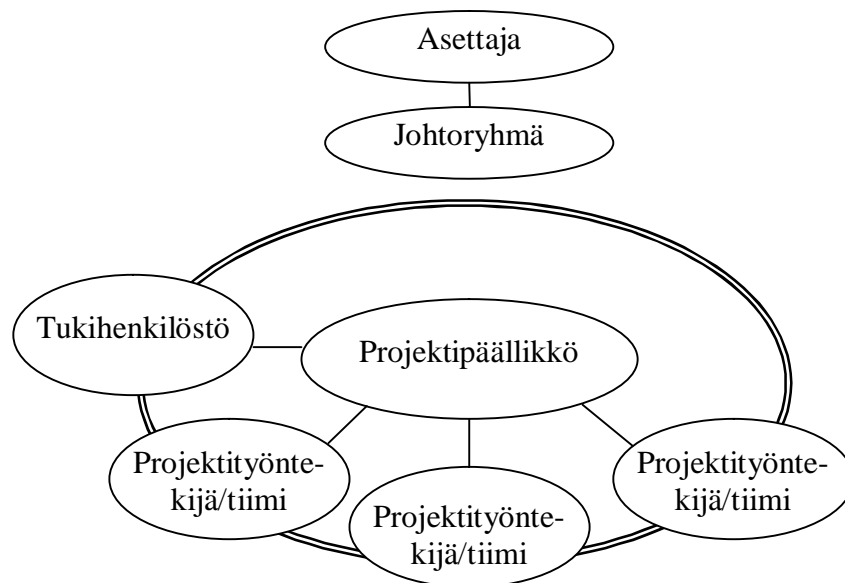 Asettaja
Johtoryhmä
Tukihenkilöstö
Projektipäällikkö
Projektityönte-
kijä/tiimi
Projektityönte-
kijä/tiimi
Projektityönte-
kijä/tiimi